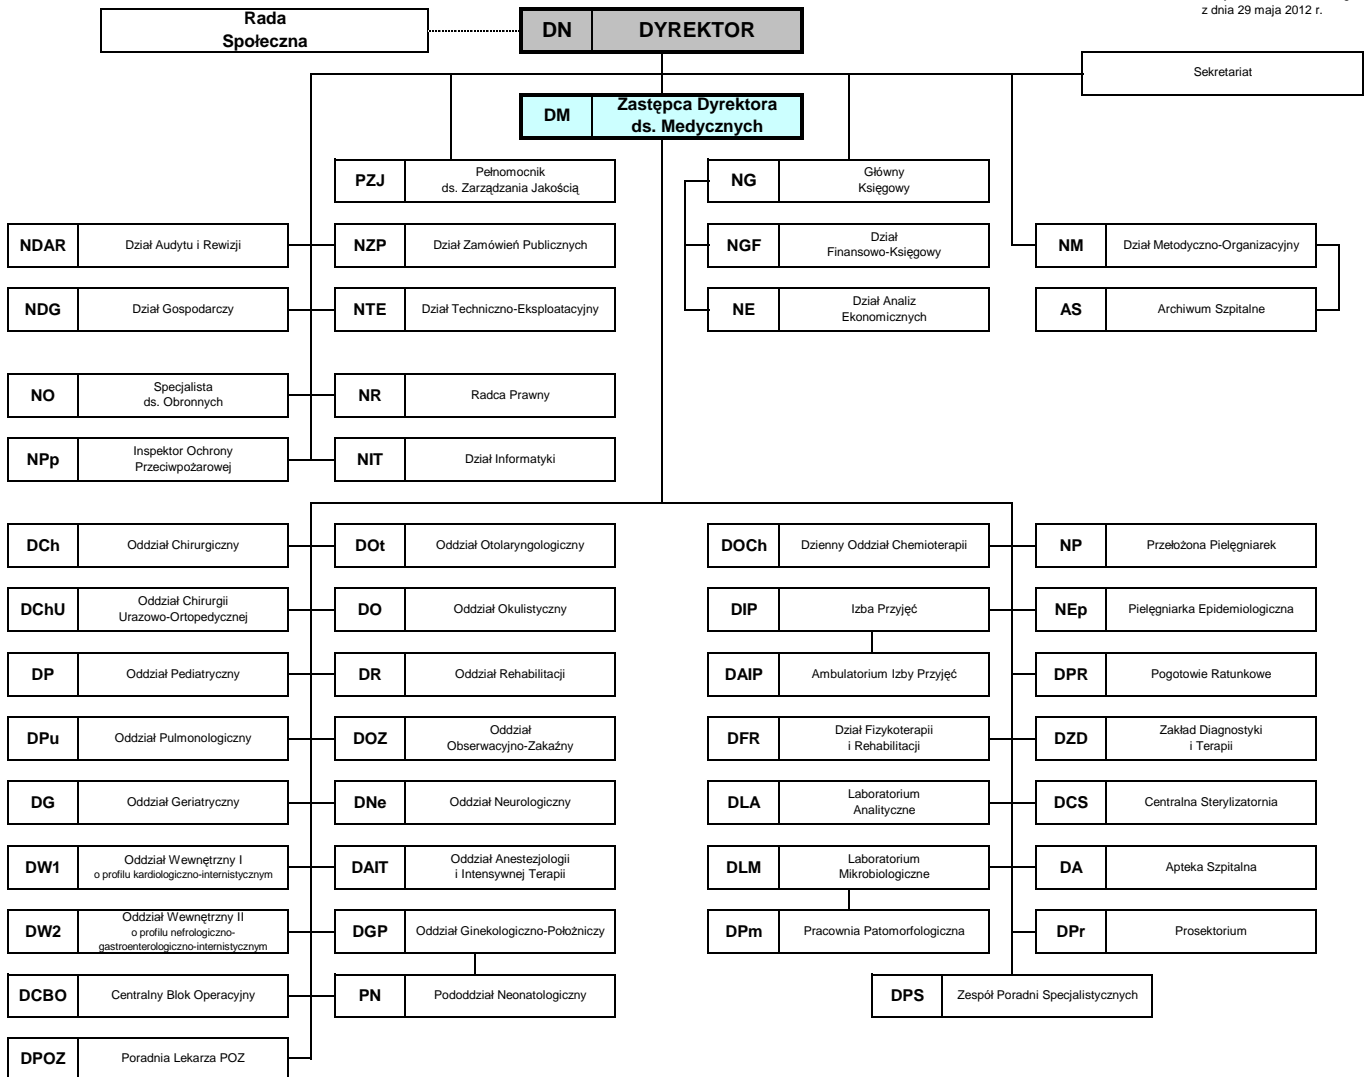 z dnia 29 maja 2012 r.
Rada
Społeczna
DN DYREKTOR
Sekretariat
DM Zastępca Dyrektora
ds. Medycznych
PZJ Pełnomocnik
ds. Zarządzania Jakością
NG Główny
Księgowy
NDAR Dział Audytu i Rewizji
NZP Dział Zamówień Publicznych
NGF Dział
Finansowo-Księgowy
NM Dział Metodyczno-Organizacyjny
NDG Dział Gospodarczy
NTE Dział Techniczno-Eksploatacyjny
NE Dział Analiz
Ekonomicznych
AS Archiwum Szpitalne
NO Specjalista
ds. Obronnych
NR Radca Prawny
NPp Inspektor Ochrony
Przeciwpożarowej
NIT Dział Informatyki
DCh Oddział Chirurgiczny
DOt Oddział Otolaryngologiczny
DOCh Dzienny Oddział Chemioterapii
NP Przełożona Pielęgniarek
DChU Oddział Chirurgii
Urazowo-Ortopedycznej
DO Oddział Okulistyczny
DIP Izba Przyjęć
NEp Pielęgniarka Epidemiologiczna
DP Oddział Pediatryczny
DR Oddział Rehabilitacji
DAIP Ambulatorium Izby Przyjęć
DPR Pogotowie Ratunkowe
DPu Oddział Pulmonologiczny
DOZ Oddział
Obserwacyjno-Zakaźny
DFR Dział Fizykoterapii
i Rehabilitacji
DZD Zakład Diagnostyki
i Terapii
DG Oddział Geriatryczny
DNe Oddział Neurologiczny
DLA Laboratorium
Analityczne
DCS Centralna Sterylizatornia
DW1 Oddział Wewnętrzny I
o profilu kardiologiczno-internistycznym
DAIT Oddział Anestezjologii
i Intensywnej Terapii
DLM Laboratorium
Mikrobiologiczne
DA Apteka Szpitalna
DW2 Oddział Wewnętrzny II
o profilu nefrologiczno-
gastroenterologiczno-internistycznym
DGP Oddział Ginekologiczno-Położniczy
DPm Pracownia Patomorfologiczna
DPr Prosektorium
DCBO Centralny Blok Operacyjny
PN Pododdział Neonatologiczny
DPS Zespół Poradni Specjalistycznych
DPOZ Poradnia Lekarza POZ